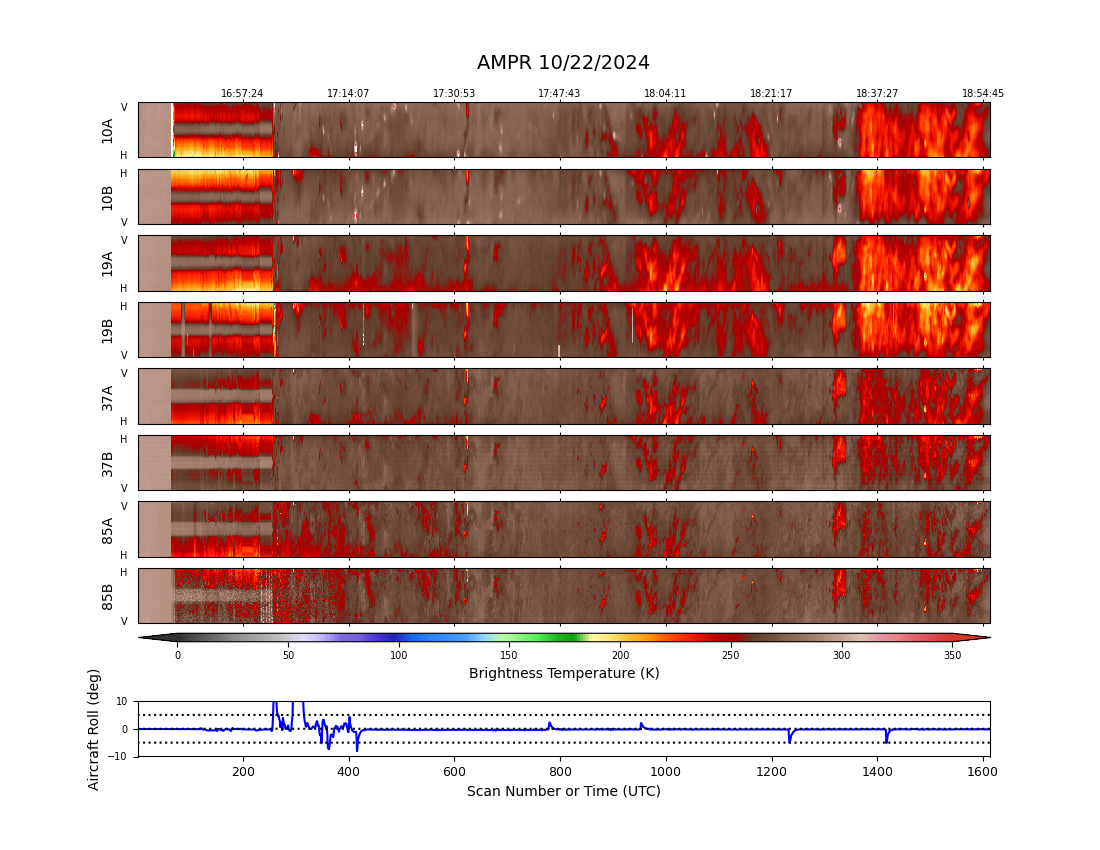 AMPR 10/22/2024
16:57:24 17:14:07 17:30:53 17:47:43 18:04:11 18:21:17 18:37:27 18:54:45
V
10A
H
H
10B
V
V
19A
H
H
19B
V
V
37A
H
H
37B
V
V
85A
H
H
85B
V
0 50 100 150 200 250 300 350
Brightness Temperature (K)
Aircraft Roll (deg)
10
0
−10
200 400 600 800 1000 1200 1400 1600
Scan Number or Time (UTC)